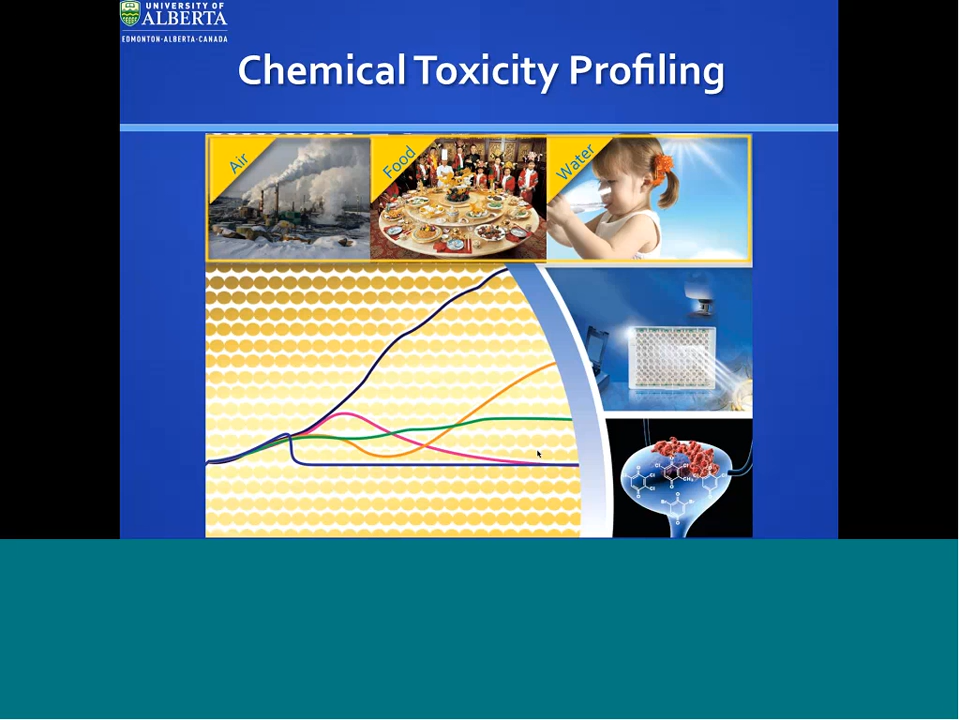 UNIVERSITY OF
ALBERTA
EDMONTON·ALBERTA·CANADA
Chemical Toxicity Profiling
Air
Food
Water